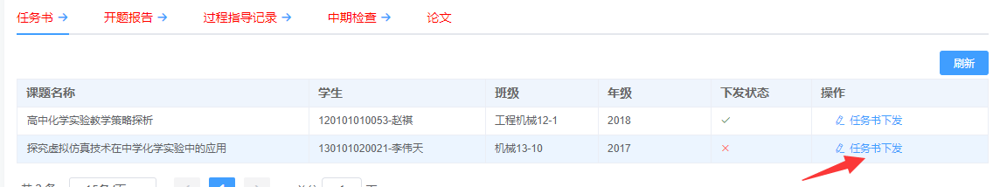 任务书 → 开题报告 → 过程指导记录 → 中期检查 → 论文
刷新
课题名称 学生 班级 年级 下发状态 操作
高中化学实验教学策略探析 120101010053-赵祺 工程机械12-1 2018 ✓ 任务书下发
探究虚拟仿真技术在中学化学实验中的应用 130101020021-李伟天 机械13-10 2017 × 任务书下发